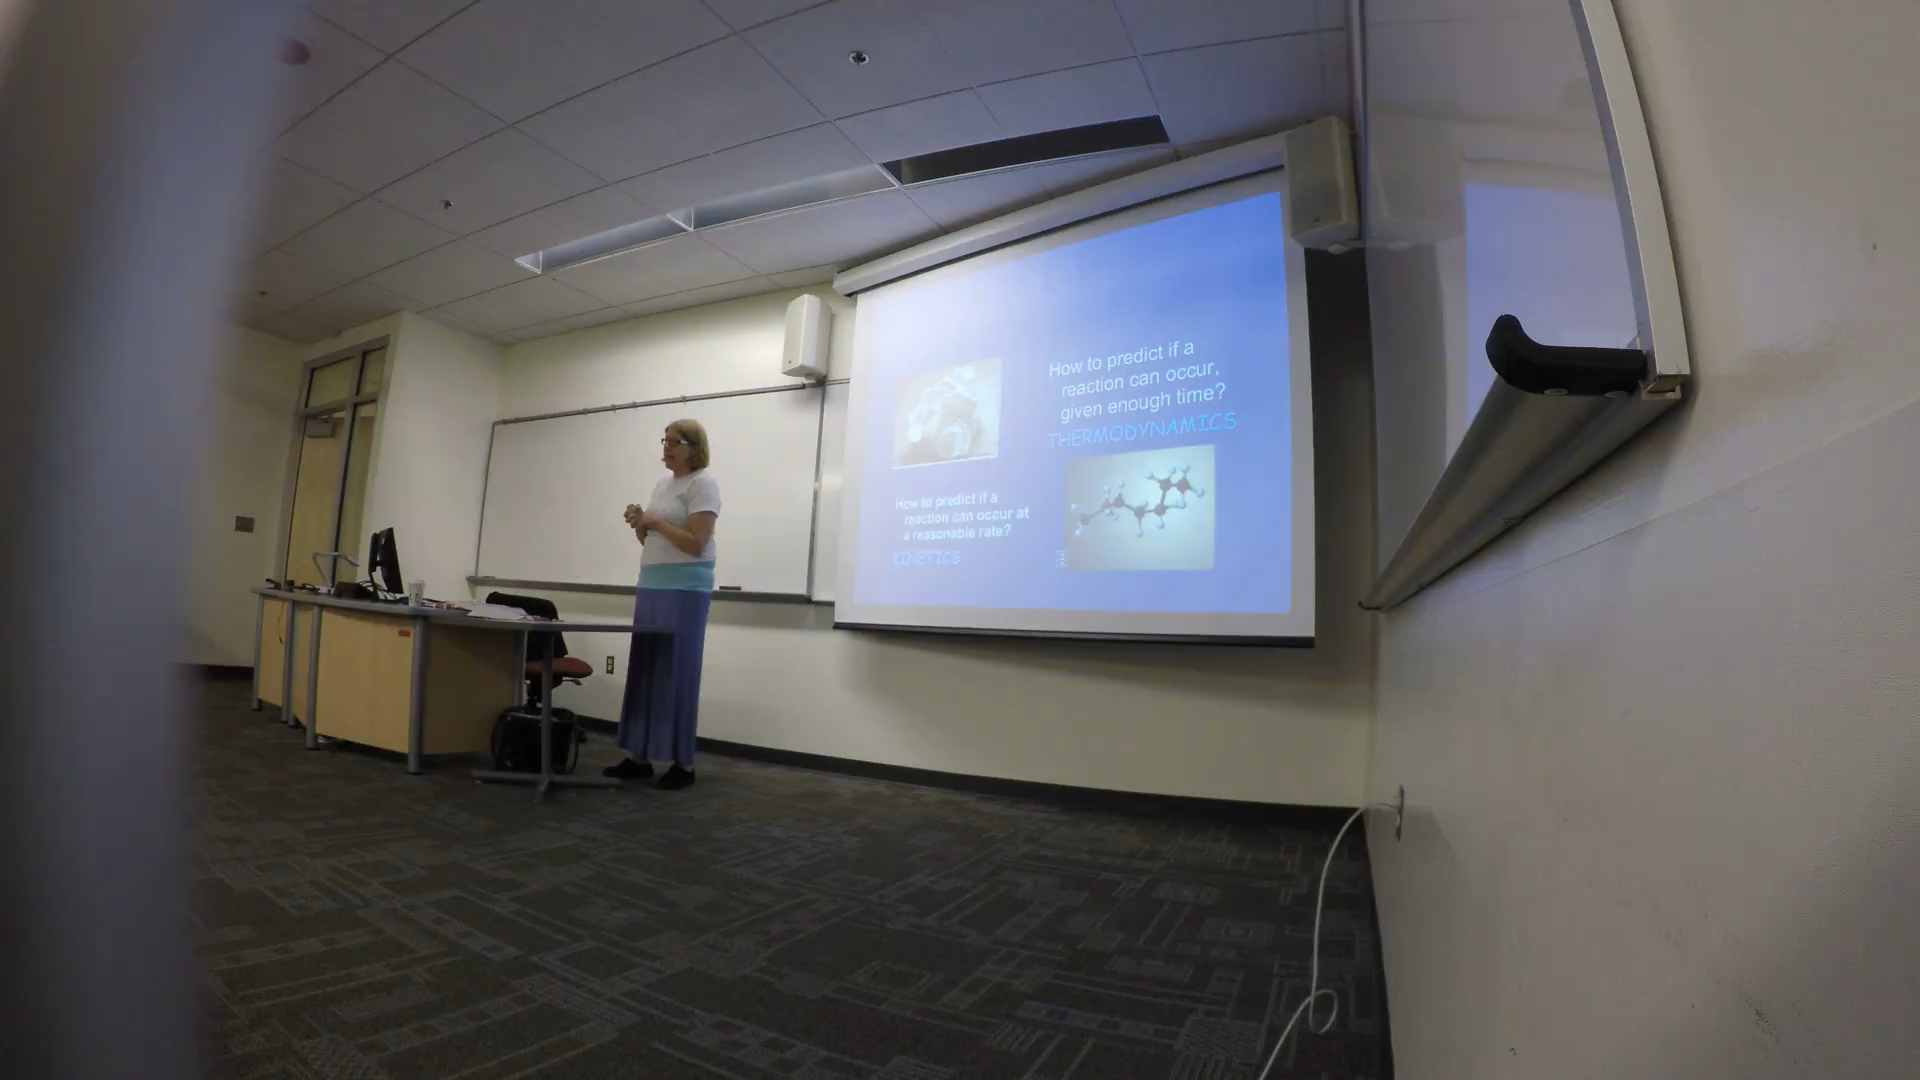 How to predict if a
reaction can occur,
given enough time?
THERMODYNAMICS
How to predict if a
reaction can occur at
a reasonable rate?
KINETICS